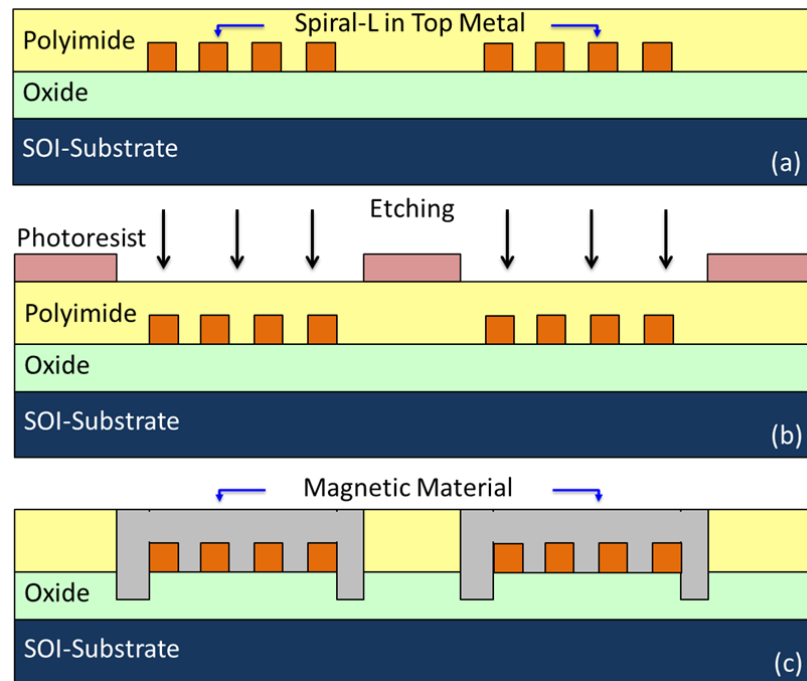 Spiral-L in Top Metal
Polyimide
Oxide
SOI-Substrate
(a)
Etching
Photoresist
Polyimide
Oxide
SOI-Substrate
(b)
Magnetic Material
Oxide
SOI-Substrate
(c)